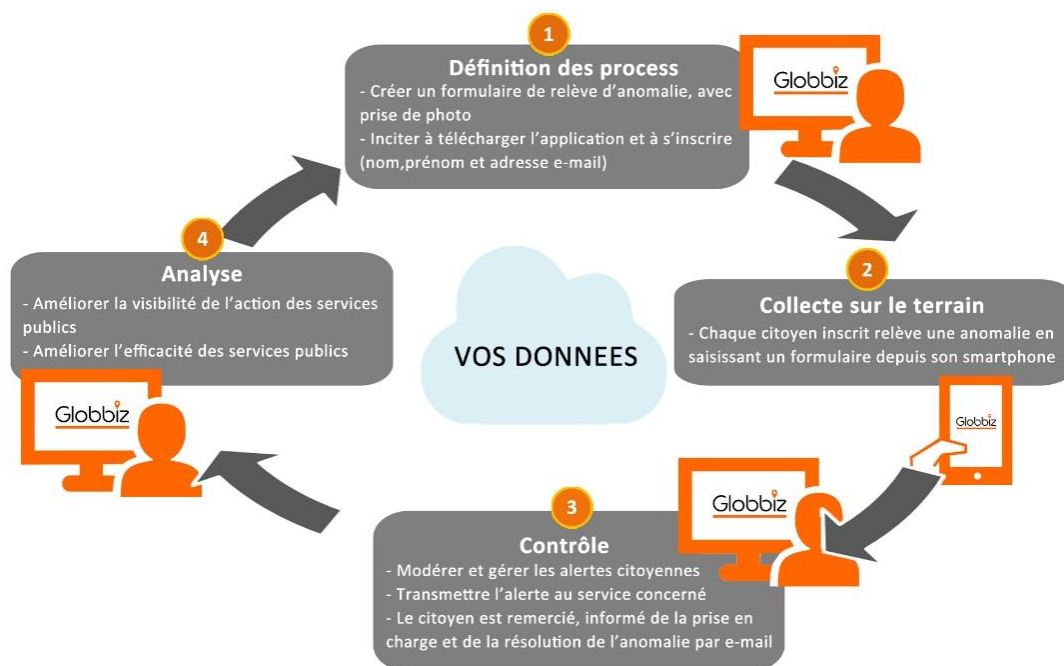 1
Définition des process
- Créer un formulaire de relève d'anomalie, avec
prise de photo
- Inciter à télécharger l'application et à s'inscrire
(nom,prénom et adresse e-mail)
Globbiz
2
Collecte sur le terrain
- Chaque citoyen inscrit relève une anomalie en
saisissant un formulaire depuis son smartphone
Globbiz
3
Contrôle
- Modérer et gérer les alertes citoyennes
- Transmettre l'alerte au service concerné
- Le citoyen est remercié, informé de la prise en
charge et de la résolution de l'anomalie par e-mail
Globbiz
4
Analyse
- Améliorer la visibilité de l'action des services
publics
- Améliorer l'efficacité des services publics
Globbiz
VOS DONNEES